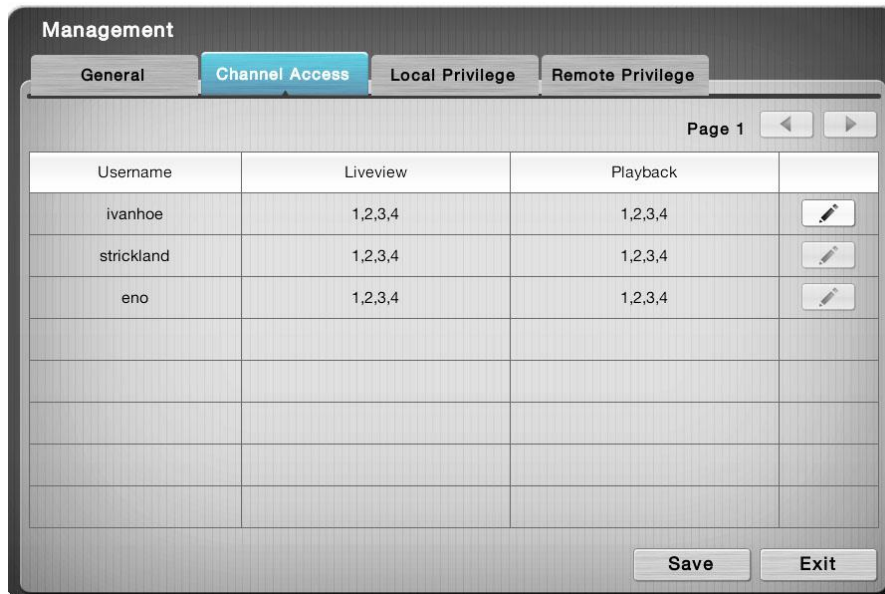 Management
General Channel Access Local Privilege Remote Privilege
Page 1
Username Liveview Playback
ivanhoe 1,2,3,4 1,2,3,4
strickland 1,2,3,4 1,2,3,4
eno 1,2,3,4 1,2,3,4
Save Exit